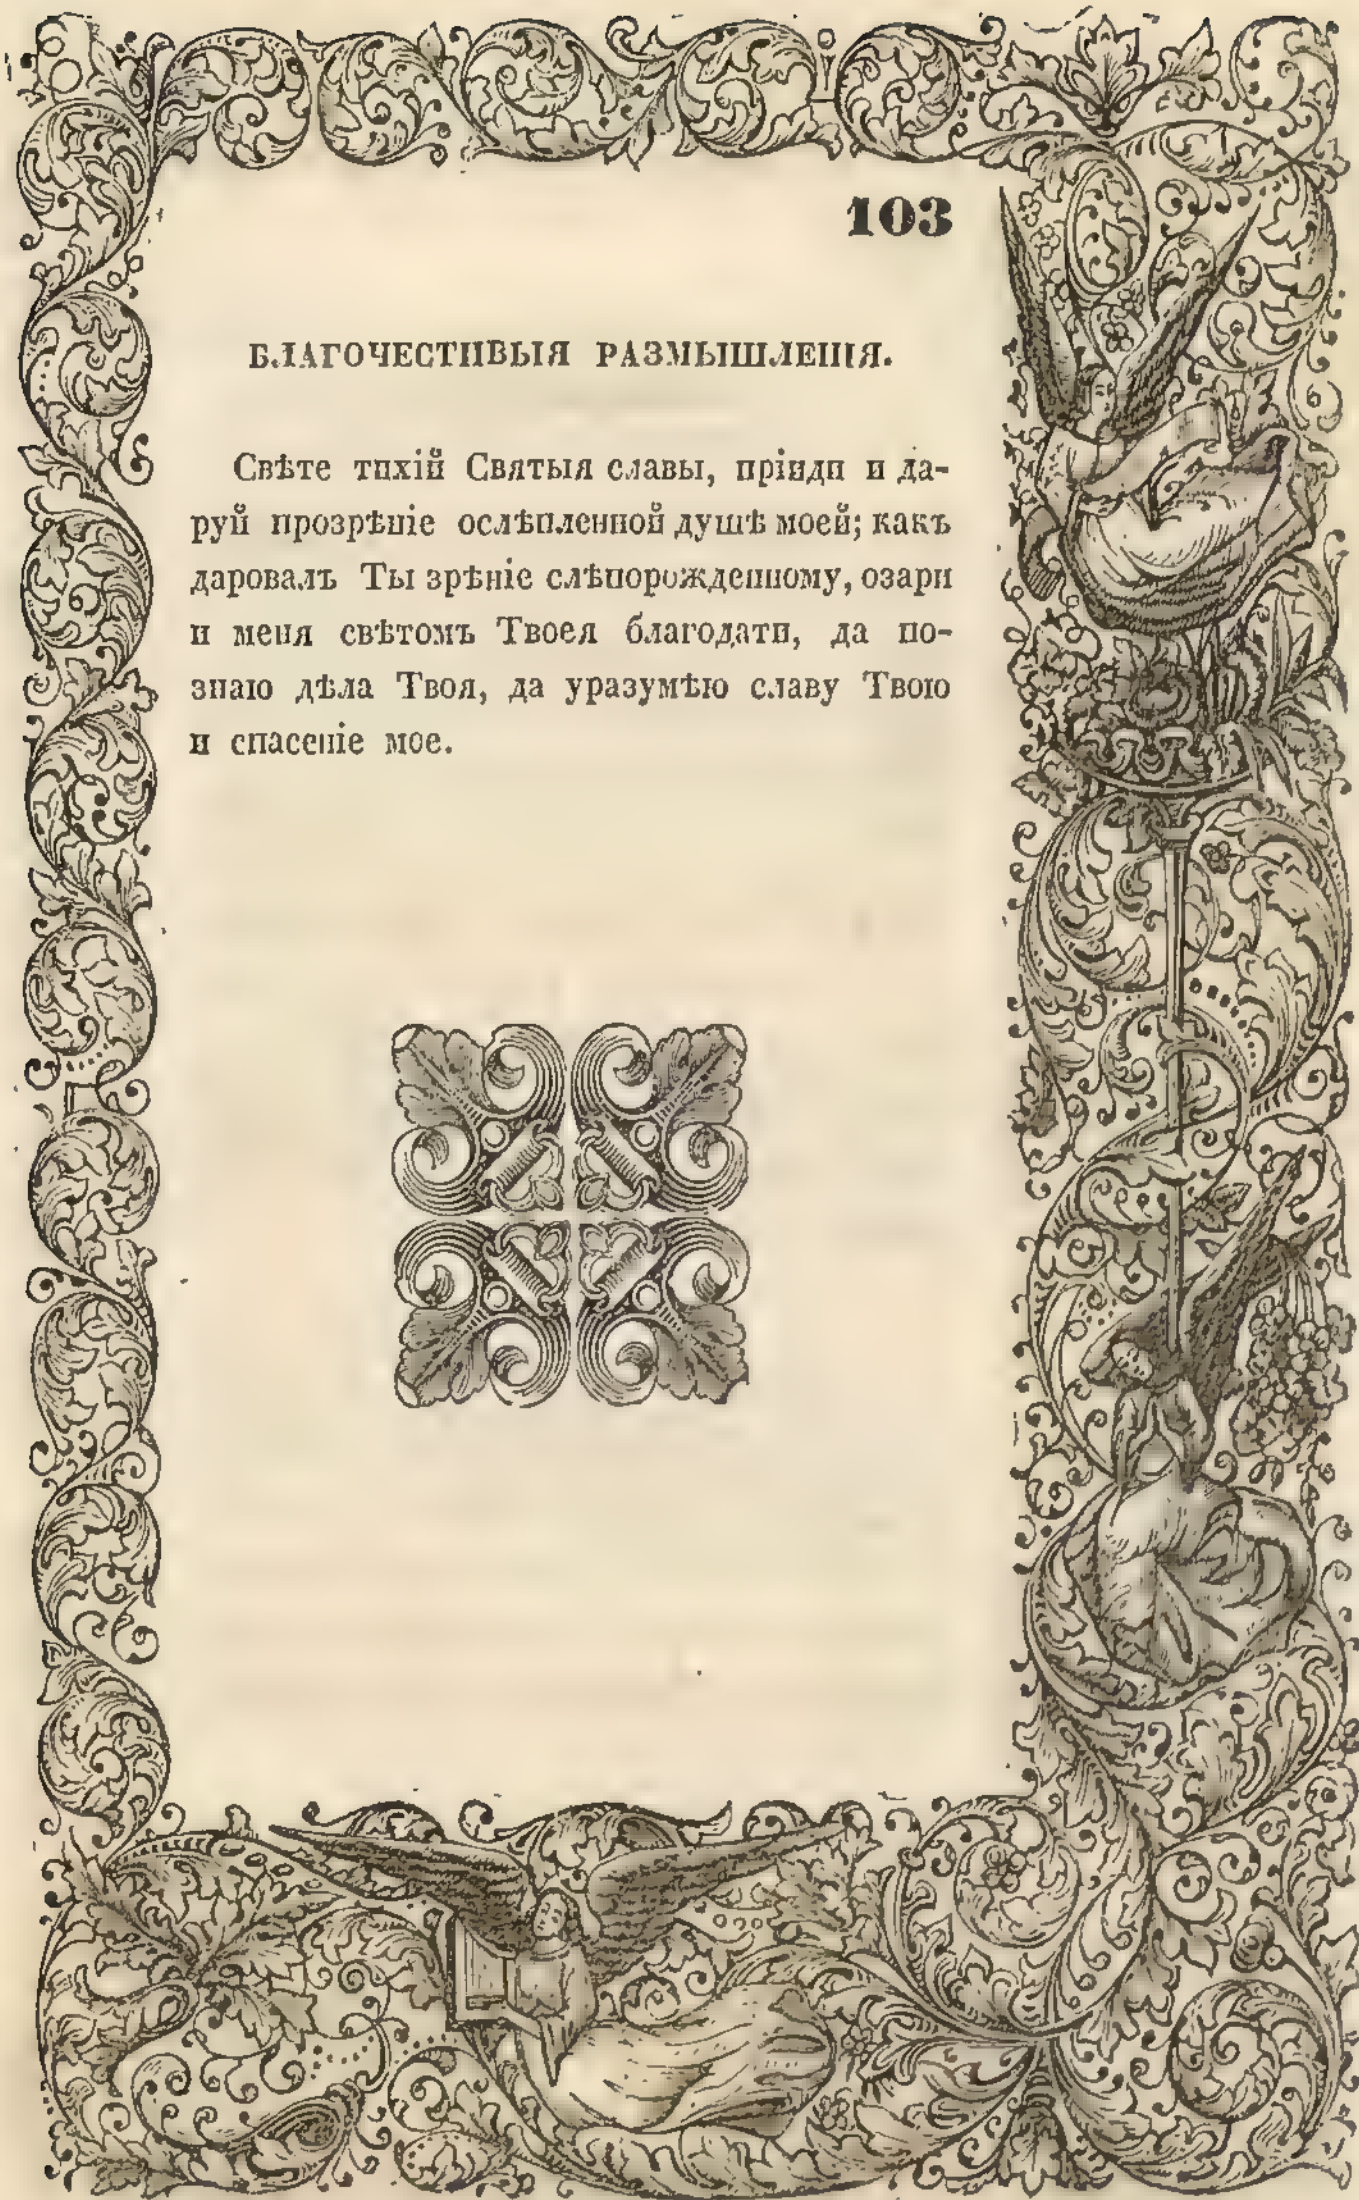 103
БЛАГОЧЕСТИВЫЯ РАЗМЫШЛЕНІЯ.
Свѣте тихій Святыя славы, пріиди и да-
руй прозрѣніе ослѣпленной душѣ моей; какъ
даровалъ Ты зрѣніе слѣпорожденному, озари
и меня свѣтомъ Твоея благодати, да по-
знаю дѣла Твоя, да уразумѣю славу Твою
и спасеніе мое.